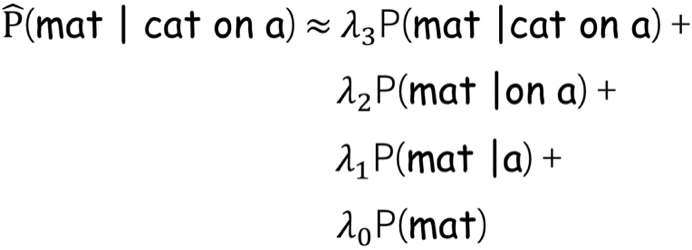 P̂(mat | cat on a) ≈ λ₃P(mat |cat on a) +
λ₂P(mat |on a) +
λ₁P(mat |a) +
λ₀P(mat)